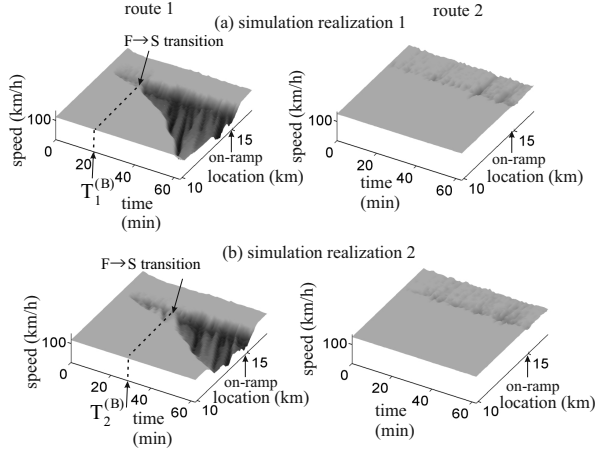 route 1
route 2
(a) simulation realization 1
F→S transition
speed (km/h)
100
0
20
40
60
T₁⁽ᴮ⁾
time
(min)
10
15
on-ramp
location (km)
speed (km/h)
100
0
20
40
60
time
(min)
10
15
on-ramp
location (km)
(b) simulation realization 2
F→S transition
speed (km/h)
100
0
20
40
60
T₂⁽ᴮ⁾
time
(min)
10
15
on-ramp
location (km)
speed (km/h)
100
0
20
40
60
time
(min)
10
15
on-ramp
location (km)